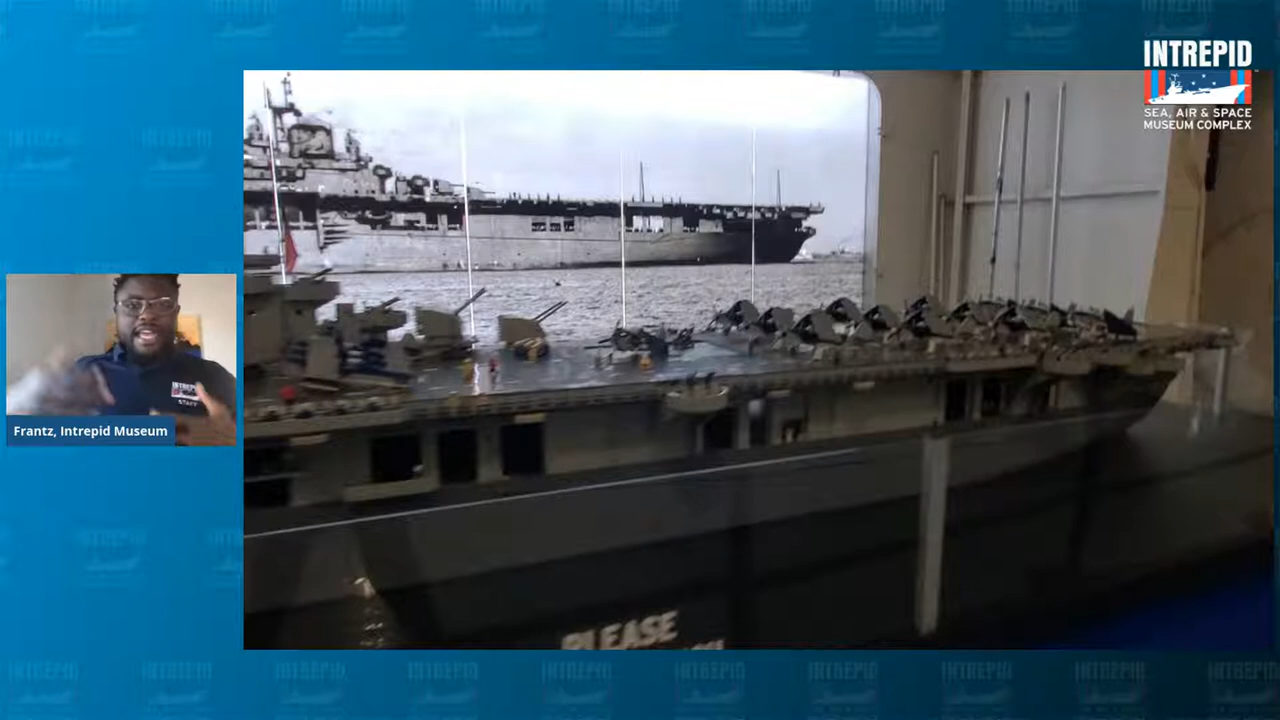 INTREPID
SEA, AIR & SPACE
MUSEUM COMPLEX
INTREPID
STAFF
Frantz, Intrepid Museum
PLEASE